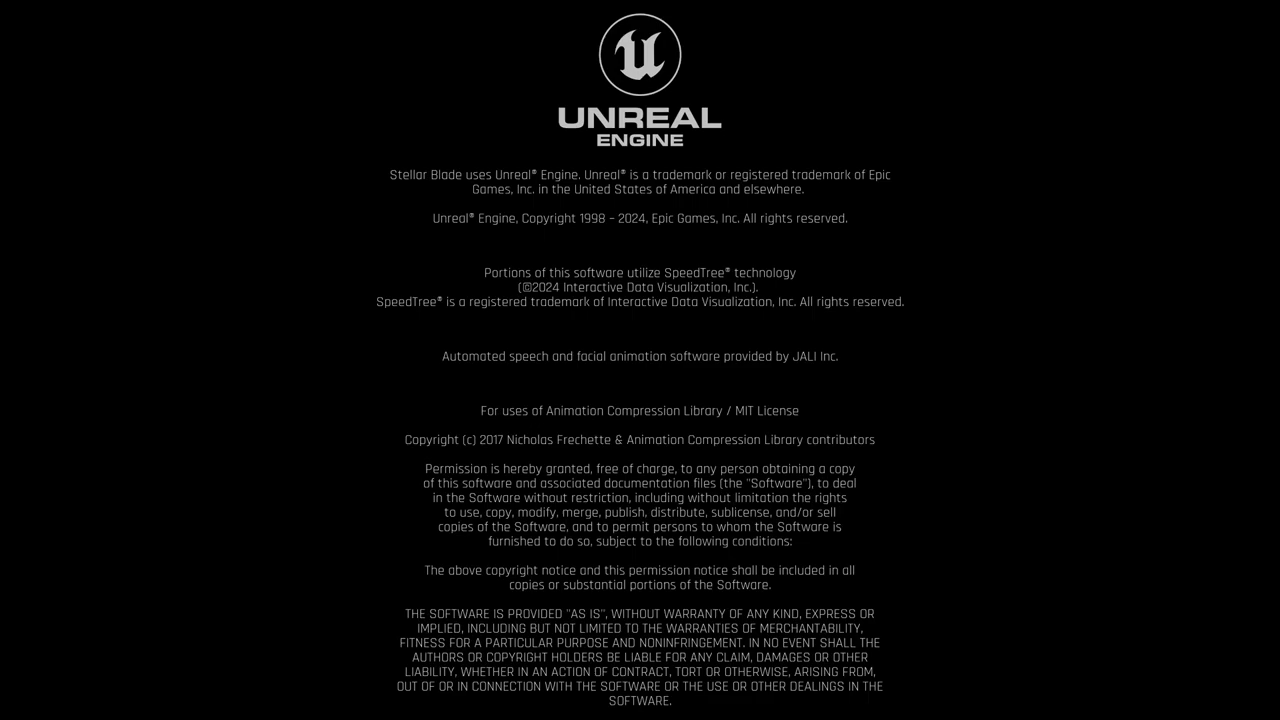 UNREAL
ENGINE
Stellar Blade uses Unreal® Engine. Unreal® is a trademark or registered trademark of Epic
Games, Inc. in the United States of America and elsewhere.
Unreal® Engine, Copyright 1998 – 2024, Epic Games, Inc. All rights reserved.
Portions of this software utilize SpeedTree® technology
(©2024 Interactive Data Visualization, Inc.).
SpeedTree® is a registered trademark of Interactive Data Visualization, Inc. All rights reserved.
Automated speech and facial animation software provided by JALI Inc.
For uses of Animation Compression Library / MIT License
Copyright (c) 2017 Nicholas Frechette & Animation Compression Library contributors
Permission is hereby granted, free of charge, to any person obtaining a copy
of this software and associated documentation files (the "Software"), to deal
in the Software without restriction, including without limitation the rights
to use, copy, modify, merge, publish, distribute, sublicense, and/or sell
copies of the Software, and to permit persons to whom the Software is
furnished to do so, subject to the following conditions:
The above copyright notice and this permission notice shall be included in all
copies or substantial portions of the Software.
THE SOFTWARE IS PROVIDED "AS IS", WITHOUT WARRANTY OF ANY KIND, EXPRESS OR
IMPLIED, INCLUDING BUT NOT LIMITED TO THE WARRANTIES OF MERCHANTABILITY,
FITNESS FOR A PARTICULAR PURPOSE AND NONINFRINGEMENT. IN NO EVENT SHALL THE
AUTHORS OR COPYRIGHT HOLDERS BE LIABLE FOR ANY CLAIM, DAMAGES OR OTHER
LIABILITY, WHETHER IN AN ACTION OF CONTRACT, TORT OR OTHERWISE, ARISING FROM,
OUT OF OR IN CONNECTION WITH THE SOFTWARE OR THE USE OR OTHER DEALINGS IN THE
SOFTWARE.